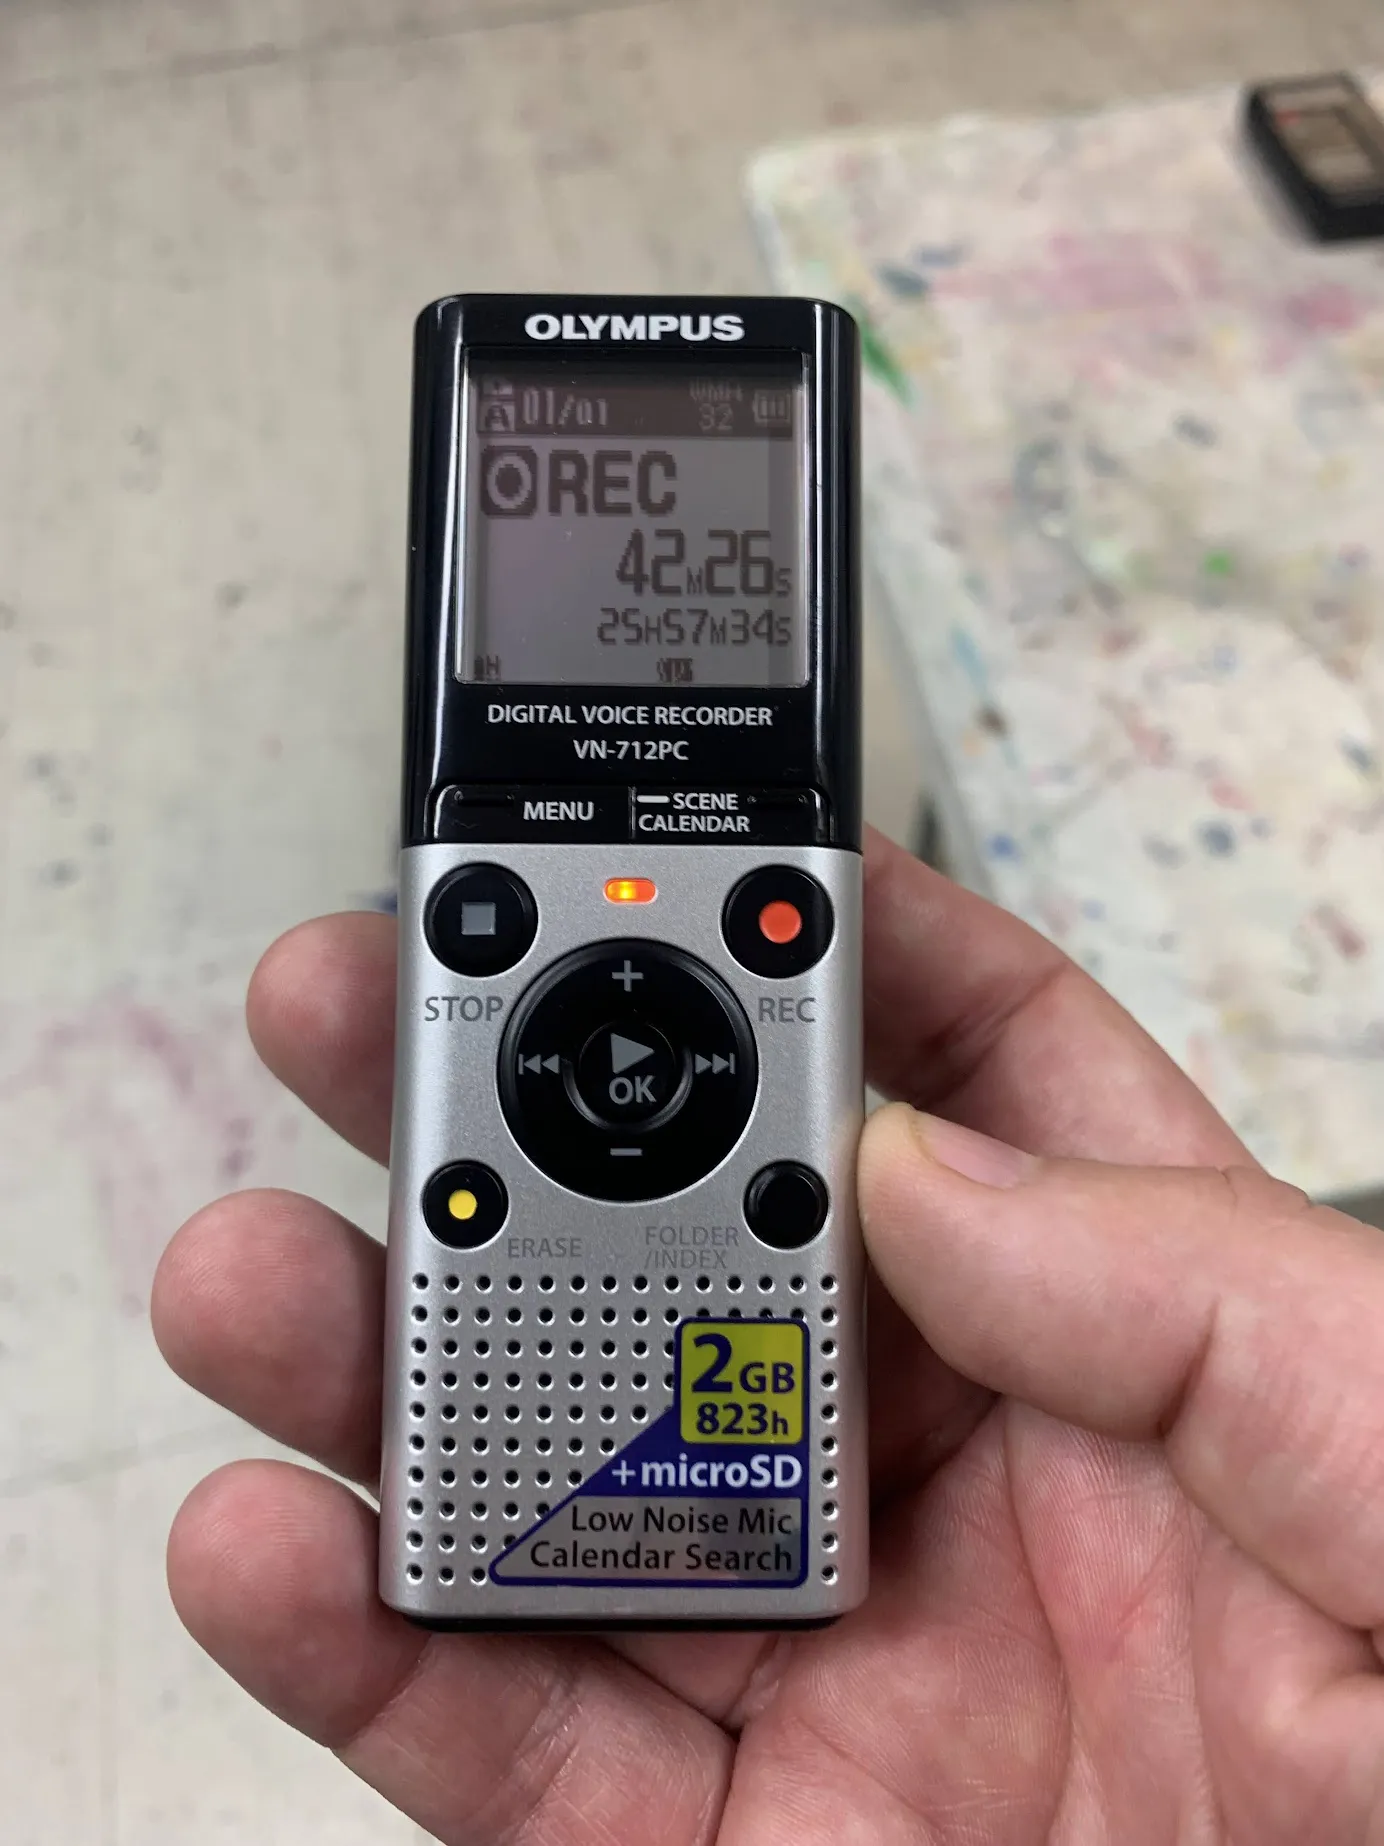 OLYMPUS
A 01/01
32
REC
42M26S
25H57M34S
H
DIGITAL VOICE RECORDER
VN-712PC
MENU
SCENE
CALENDAR
STOP
REC
+
OK
−
ERASE
FOLDER
/INDEX
2GB
823h
+microSD
Low Noise Mic
Calendar Search